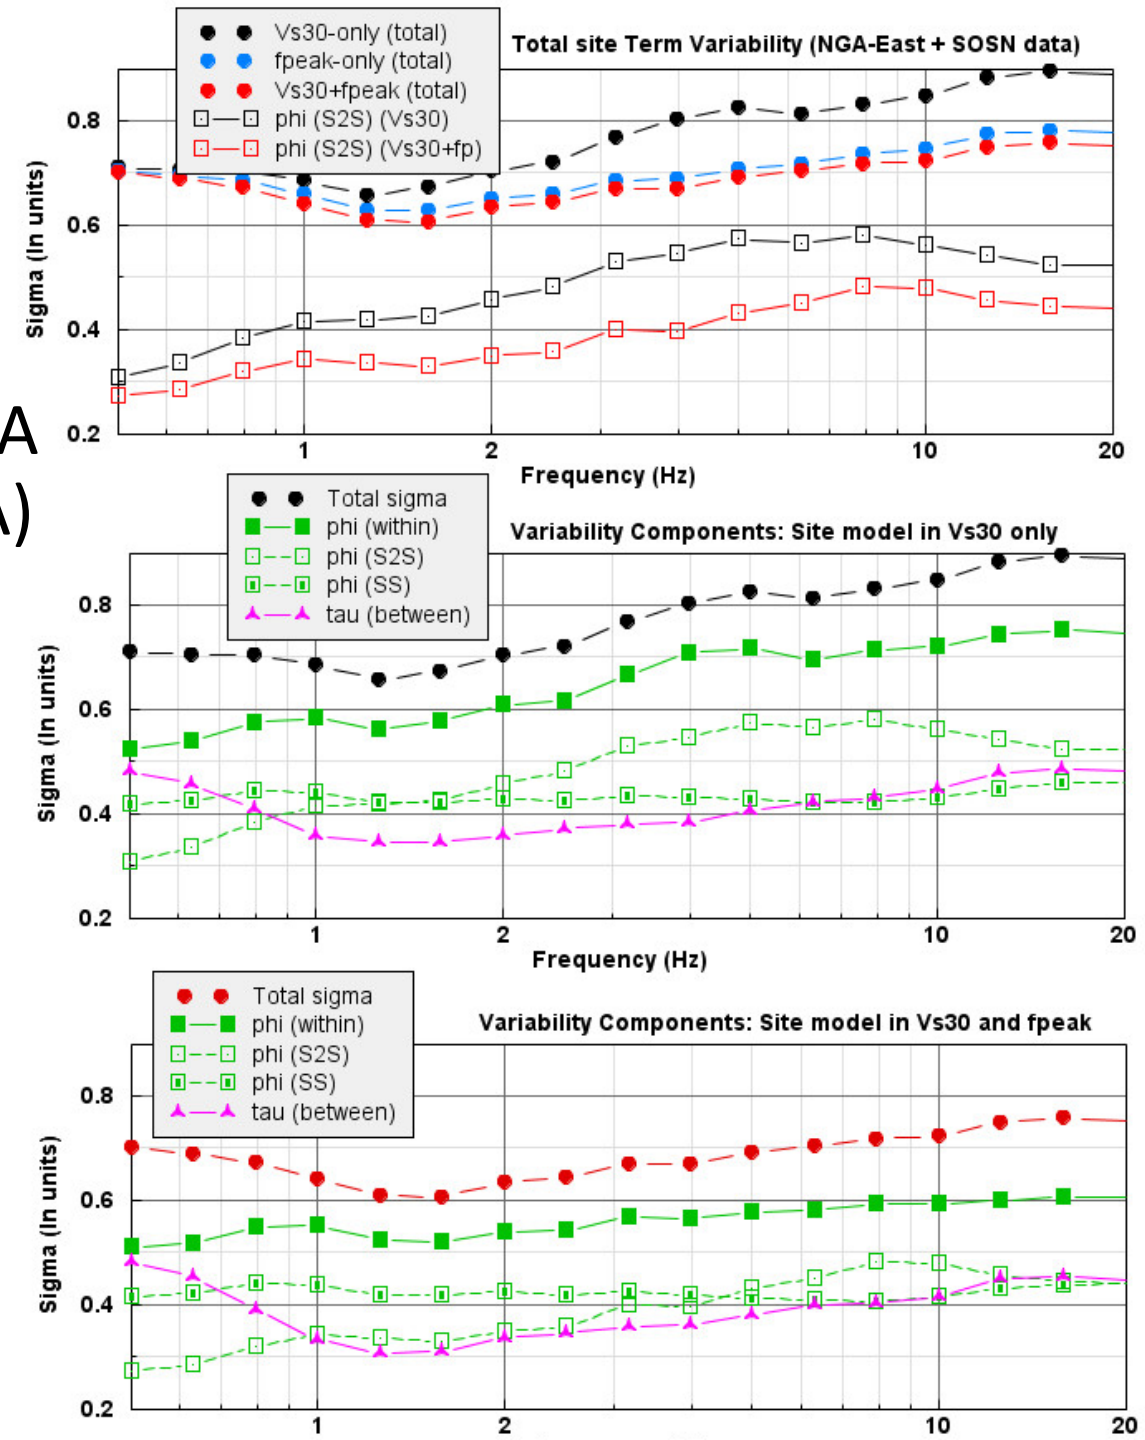 Vs30-only (total)
fpeak-only (total)
Vs30+fpeak (total)
phi (S2S) (Vs30)
phi (S2S) (Vs30+fp)
Total site Term Variability (NGA-East + SOSN data)
Sigma (ln units)
0.8
0.6
0.4
0.2
1
2
10
20
Frequency (Hz)
A
A)
Total sigma
phi (within)
phi (S2S)
phi (SS)
tau (between)
Variability Components: Site model in Vs30 only
Sigma (ln units)
0.8
0.6
0.4
0.2
1
2
10
20
Frequency (Hz)
Total sigma
phi (within)
phi (S2S)
phi (SS)
tau (between)
Variability Components: Site model in Vs30 and fpeak
Sigma (ln units)
0.8
0.6
0.4
0.2
1
2
10
20